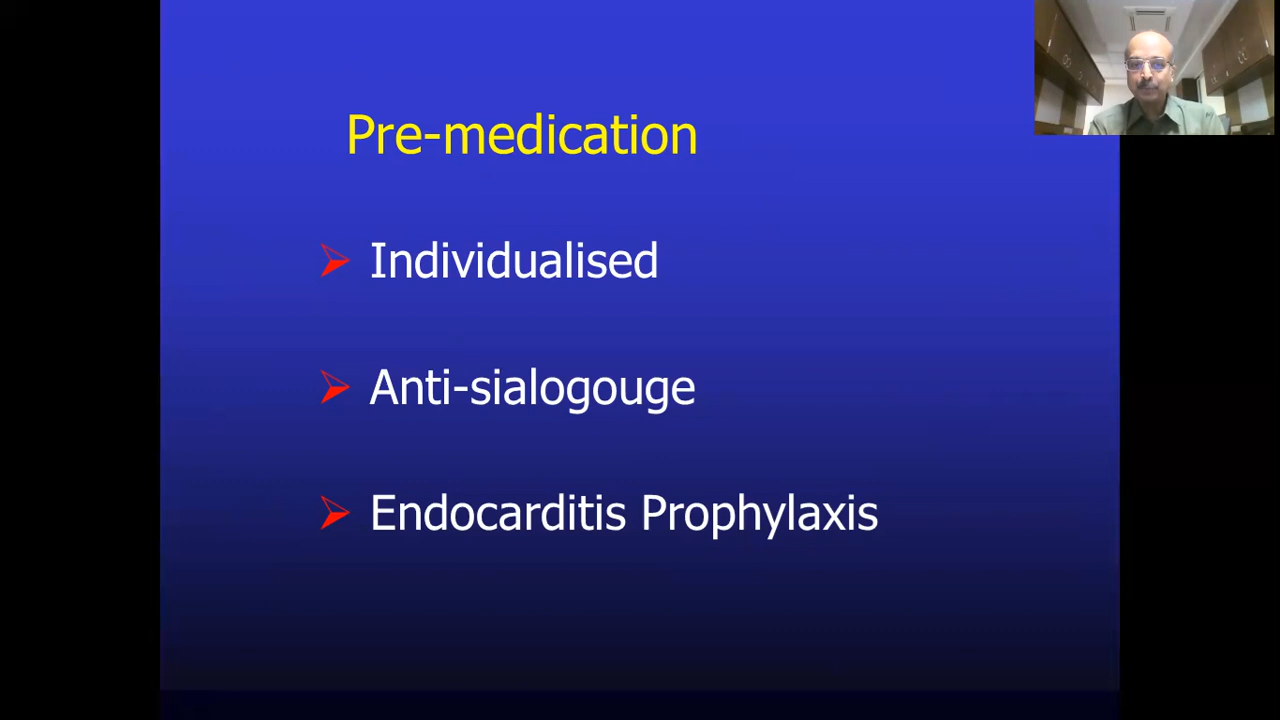 Pre-medication
Individualised
Anti-sialogouge
Endocarditis Prophylaxis